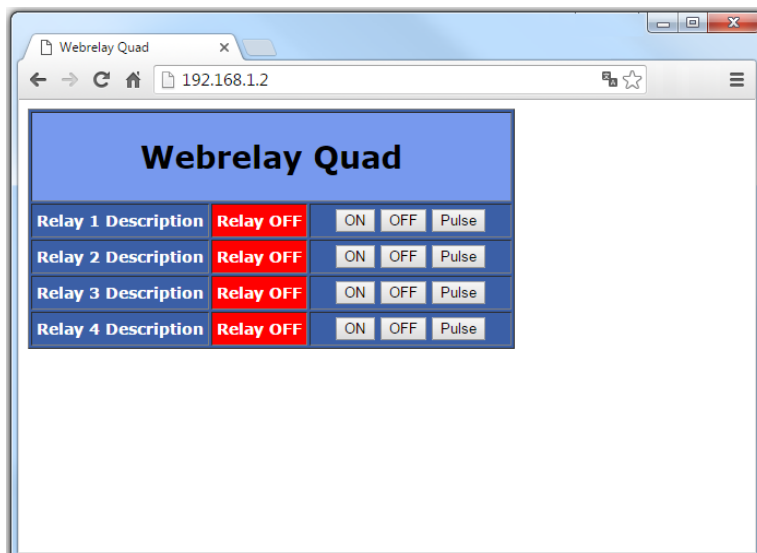 Webrelay Quad
192.168.1.2
Webrelay Quad
Relay 1 Description Relay OFF ON OFF Pulse
Relay 2 Description Relay OFF ON OFF Pulse
Relay 3 Description Relay OFF ON OFF Pulse
Relay 4 Description Relay OFF ON OFF Pulse